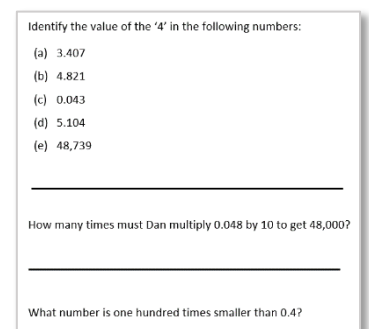 Identify the value of the ‘4’ in the following numbers:
(a) 3.407
(b) 4.821
(c) 0.043
(d) 5.104
(e) 48,739
How many times must Dan multiply 0.048 by 10 to get 48,000?
What number is one hundred times smaller than 0.4?